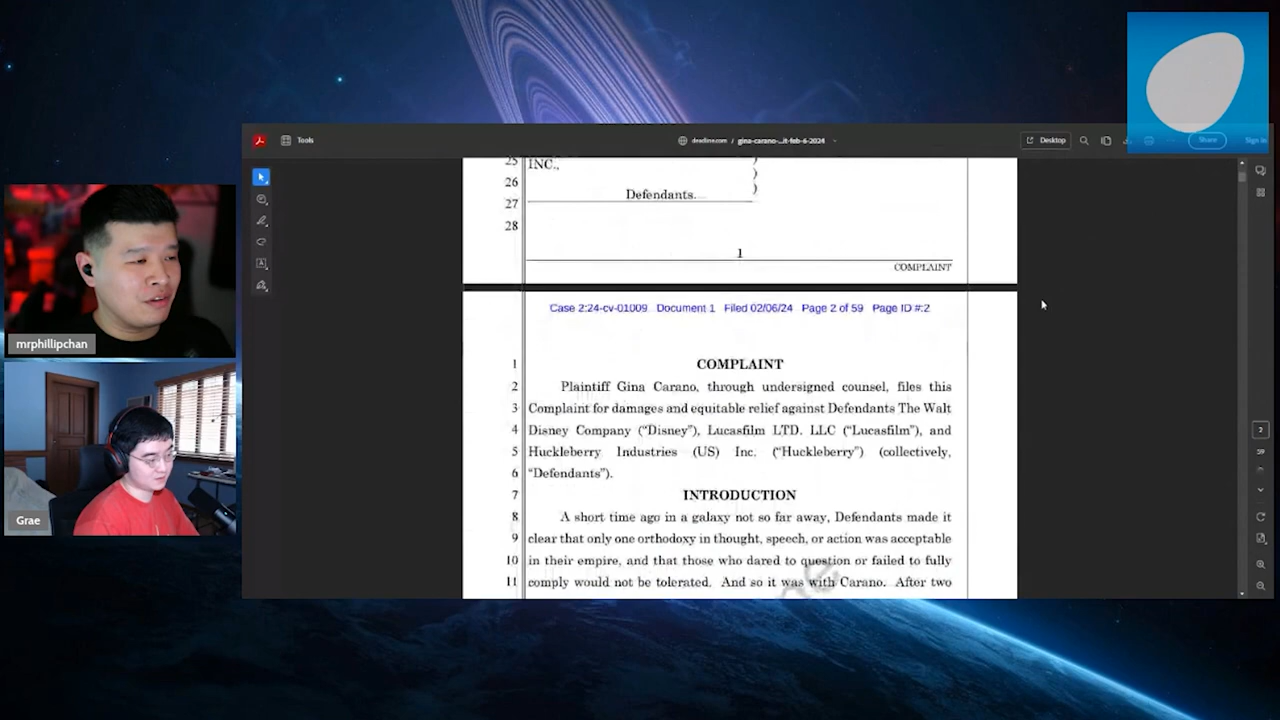 Tools
deadline.com / gina-carano-...it-feb-6-2024
Desktop
Share
Sign in
25 INC.,
26
Defendants.
27
28
1
COMPLAINT
Case 2:24-cv-01009 Document 1 Filed 02/06/24 Page 2 of 59 Page ID #:2
1 COMPLAINT
2 Plaintiff Gina Carano, through undersigned counsel, files this
3 Complaint for damages and equitable relief against Defendants The Walt
4 Disney Company (“Disney”), Lucasfilm LTD. LLC (“Lucasfilm”), and
5 Huckleberry Industries (US) Inc. (“Huckleberry”) (collectively,
6 “Defendants”).
7 INTRODUCTION
8 A short time ago in a galaxy not so far away, Defendants made it
9 clear that only one orthodoxy in thought, speech, or action was acceptable
10 in their empire, and that those who dared to question or failed to fully
11 comply would not be tolerated. And so it was with Carano. After two
2
59
mrphillipchan
Grae